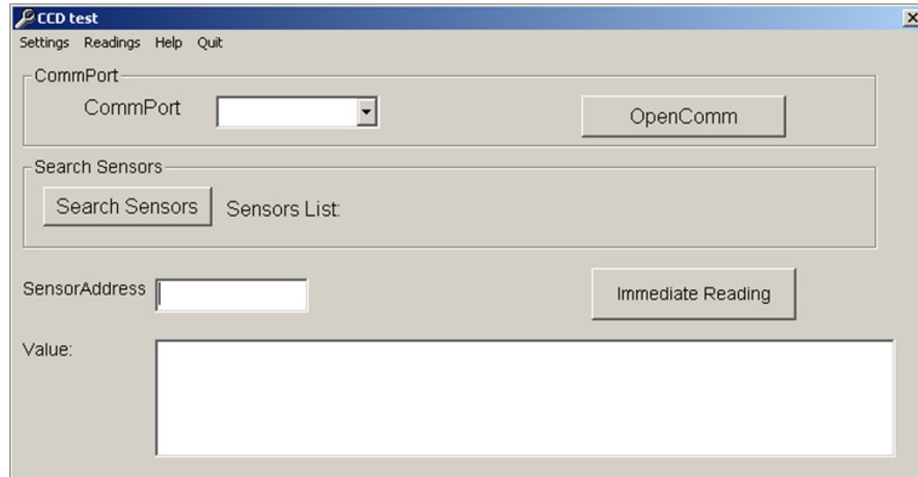 CCD test
Settings Readings Help Quit
CommPort
CommPort OpenComm
Search Sensors
Search Sensors Sensors List:
SensorAddress Immediate Reading
Value: